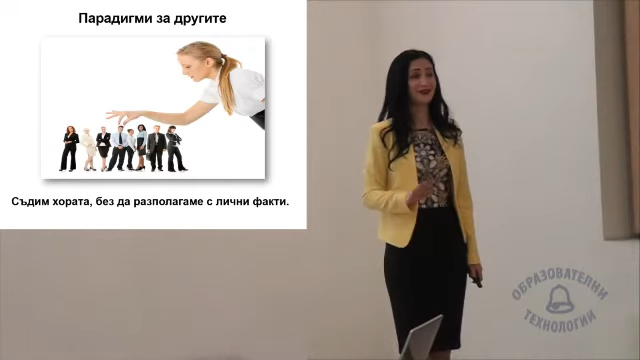 Парадигми за другите
Съдим хората, без да разполагаме с лични факти.
ОБРАЗОВАТЕЛНИ
ТЕХНОЛОГИИ